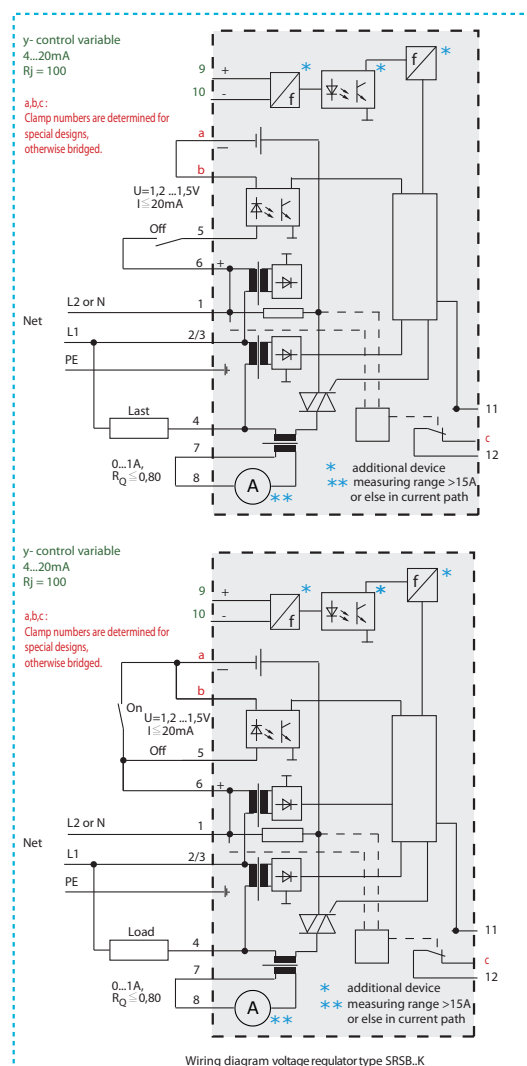 y- control variable
4...20mA
Rj = 100
9 +
10 -
f
*
*
f
*
a,b,c :
Clamp numbers are determined for
special designs,
otherwise bridged.
a
b
U=1,2 ...1,5V
I≦20mA
Off
5
6 +
L2 or N
1
Net
L1
2/3
PE
Last
4
7
11
c
12
0...1A,
R_Q≦0,80
8
A
**
* additional device
** measuring range >15A
or else in current path
y- control variable
4...20mA
Rj = 100
9 +
10 -
f
*
*
f
*
a,b,c :
Clamp numbers are determined for
special designs,
otherwise bridged.
a
b
On
U=1,2 ...1,5V
I≦20mA
Off
5
6 +
L2 or N
1
Net
L1
2/3
PE
Load
4
7
11
c
12
0...1A,
R_Q≦0,80
8
A
**
* additional device
** measuring range >15A
or else in current path
Wiring diagram voltage regulator type SRSB..K